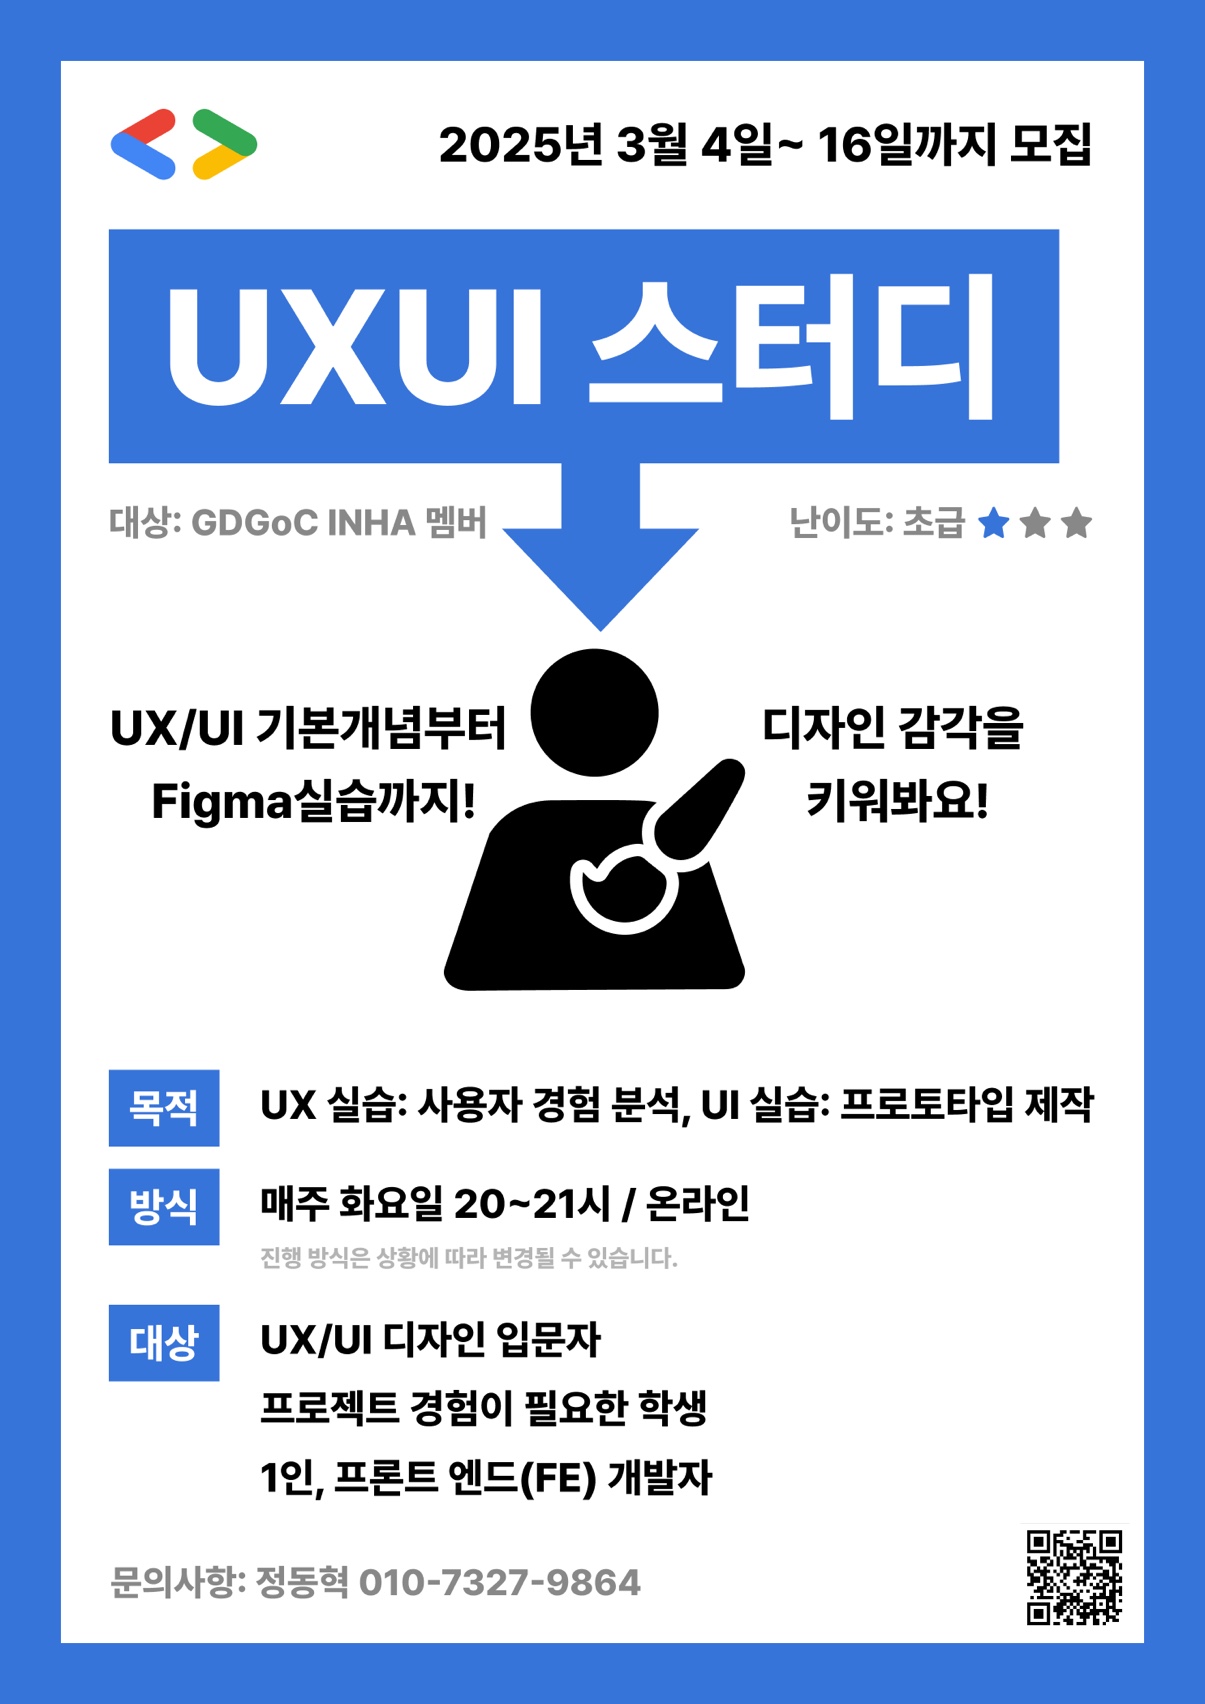 2025년 3월 4일~ 16일까지 모집
UXUI 스터디
대상: GDGoC INHA 멤버
난이도: 초급
UX/UI 기본개념부터
Figma실습까지!
디자인 감각을
키워봐요!
목적
UX 실습: 사용자 경험 분석, UI 실습: 프로토타입 제작
방식
매주 화요일 20~21시 / 온라인
진행 방식은 상황에 따라 변경될 수 있습니다.
대상
UX/UI 디자인 입문자
프로젝트 경험이 필요한 학생
1인, 프론트 엔드(FE) 개발자
문의사항: 정동혁 010-7327-9864